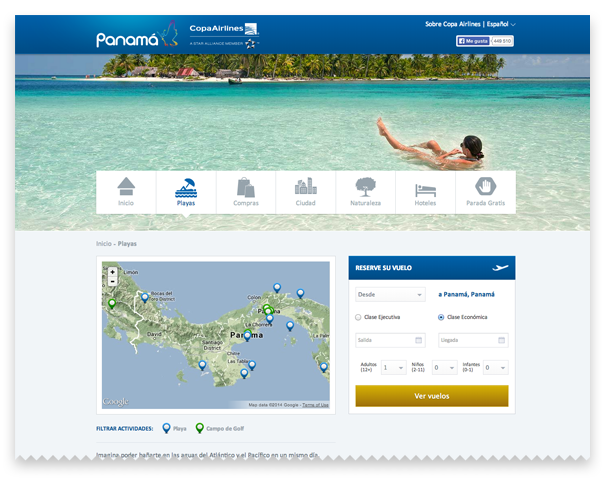 Panamá
CopaAirlines
A STAR ALLIANCE MEMBER
Sobre Copa Airlines | Español
Me gusta 449 510
Inicio
Playas
Compras
Ciudad
Naturaleza
Hoteles
Parada Gratis
Inicio - Playas
RESERVE SU VUELO
Desde
a Panamá, Panamá
Clase Ejecutiva
Clase Económica
Salida
Llegada
Adultos (12+) 1
Niños (2-11) 0
Infantes (0-1) 0
Ver vuelos
+
-
Limon
Bocas del Toro District
David
Santiago District
Colon
Panama
La Chorrera
Chitre
Las Tablas
Google
Map data ©2014 Google - Terms of Use
FILTRAR ACTIVIDADES:
Playa
Campo de Golf
Imagina poder bañarte en las aguas del Atlántico y el Pacífico en un mismo día.